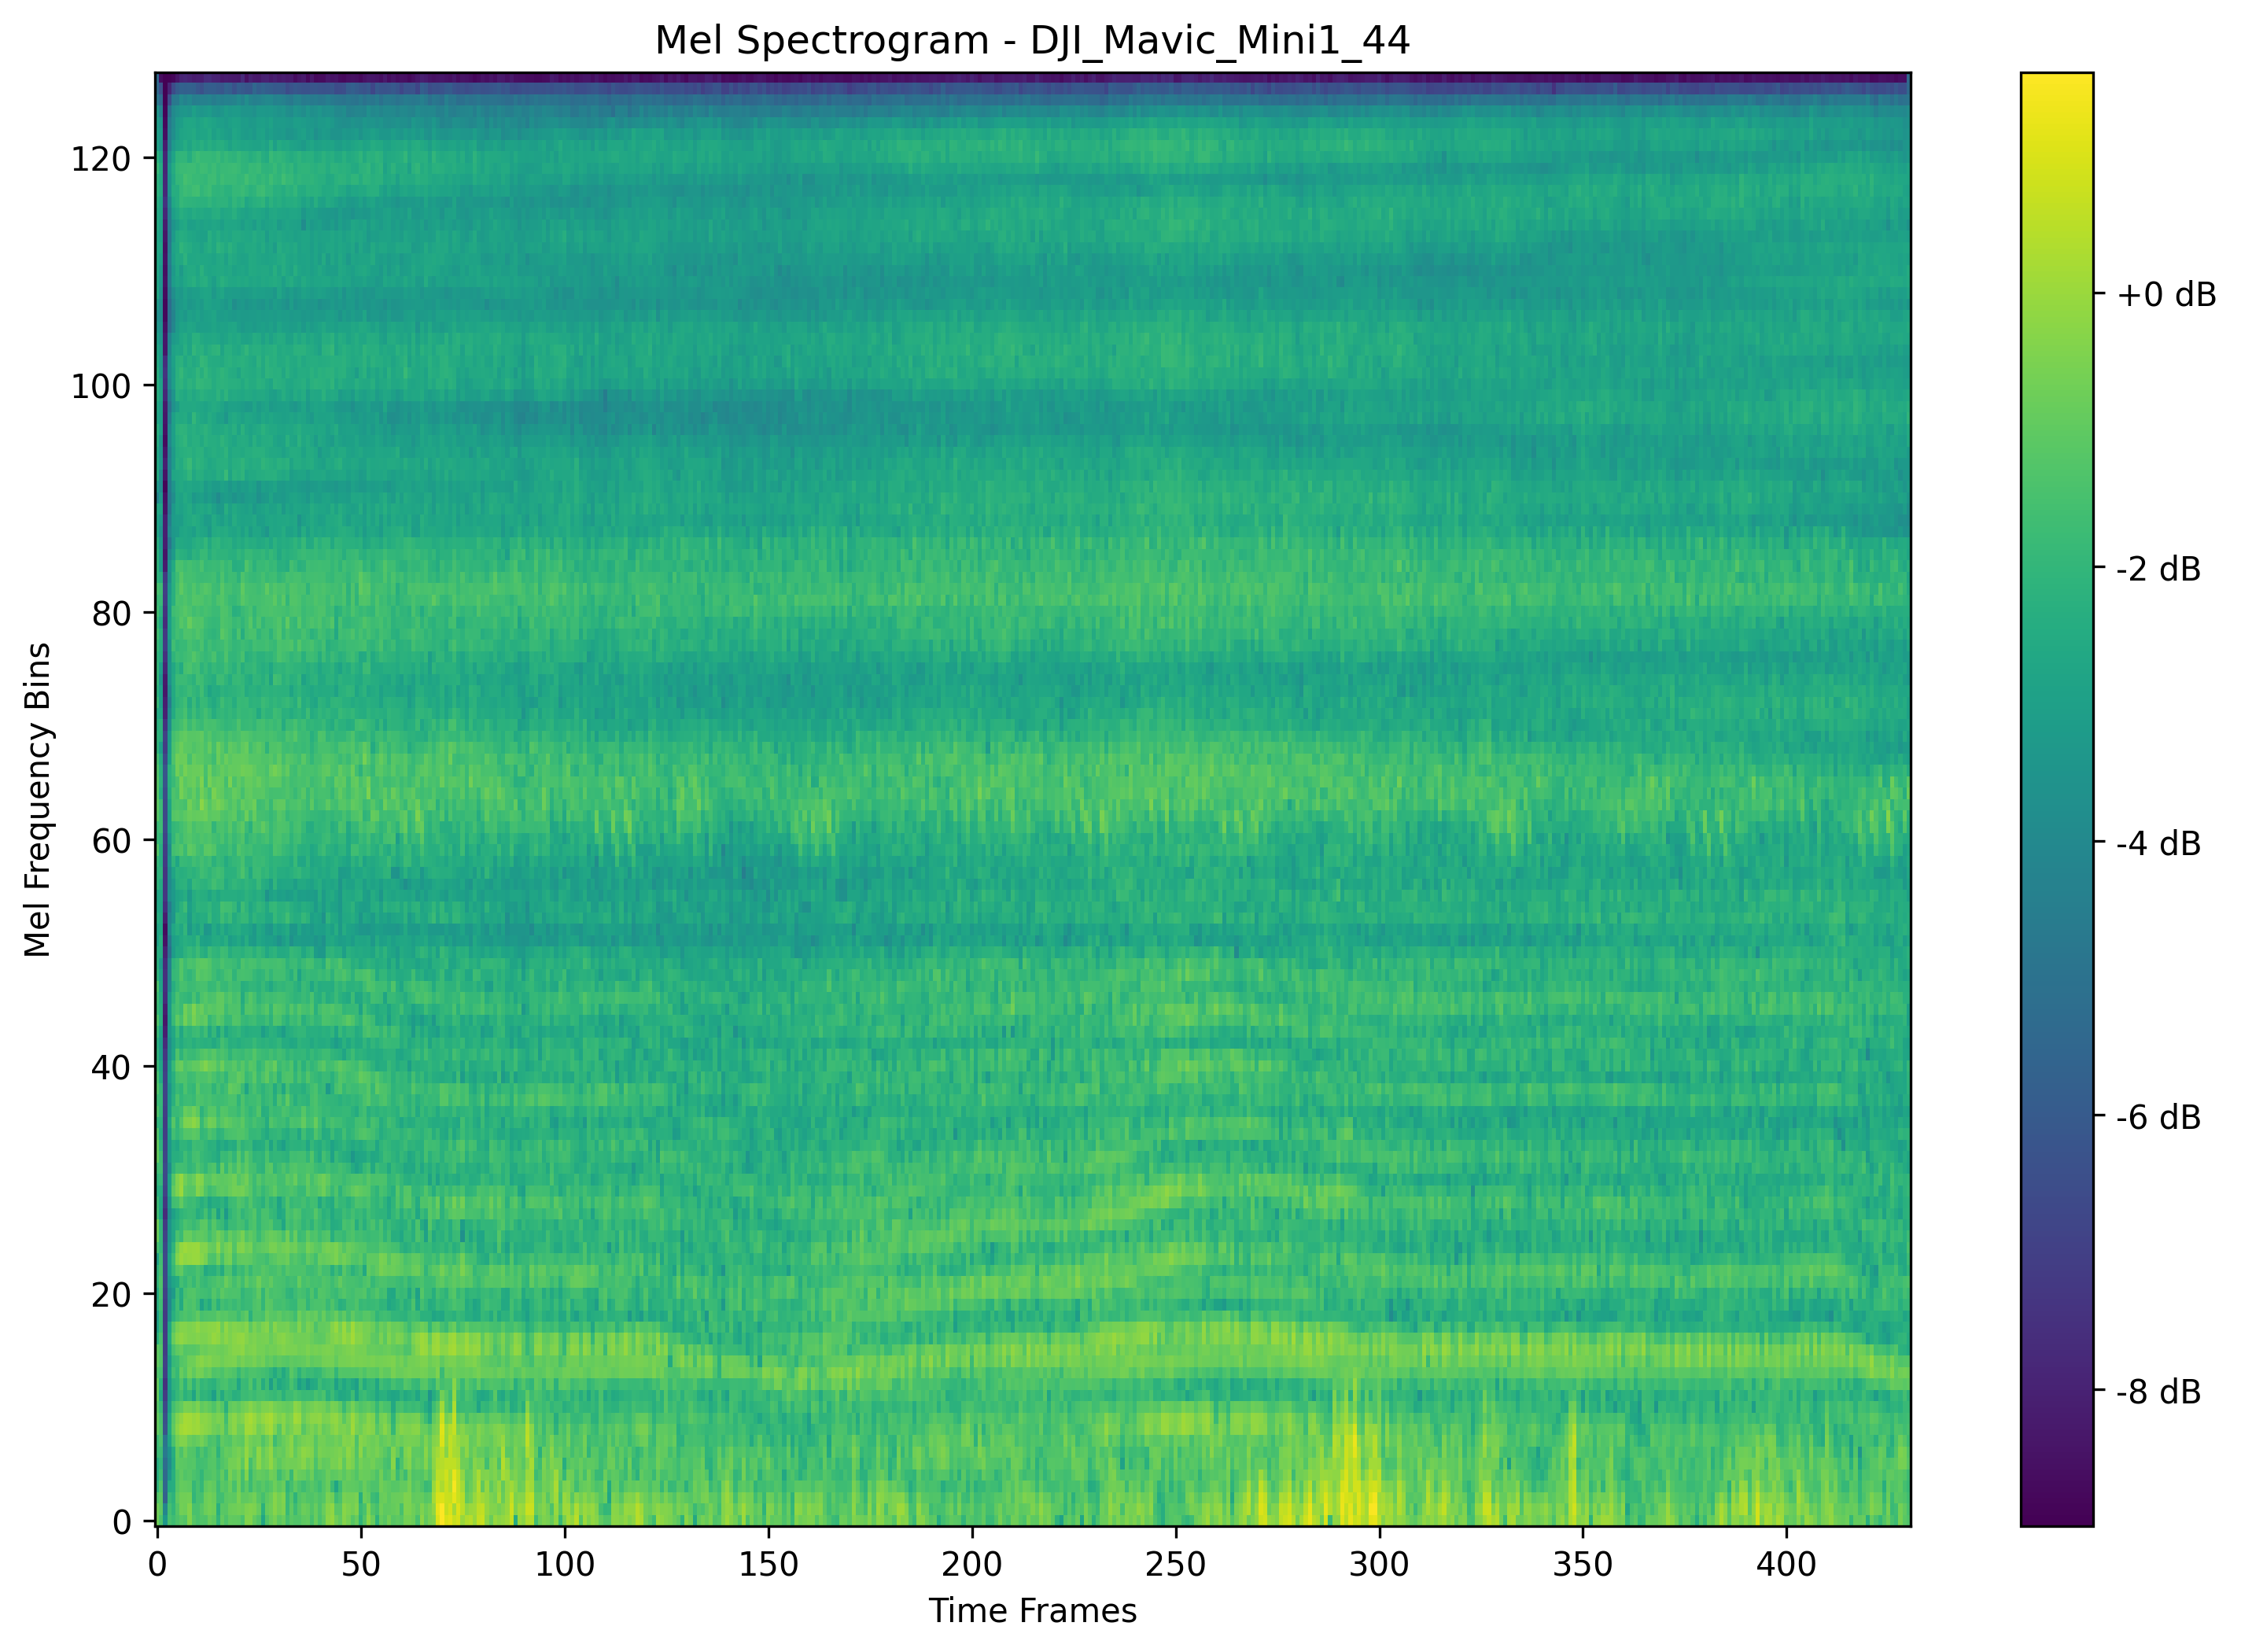 Mel Spectrogram - DJI_Mavic_Mini1_44
Mel Frequency Bins
120
100
80
60
40
20
0
0 50 100 150 200 250 300 350 400
Time Frames
+0 dB
-2 dB
-4 dB
-6 dB
-8 dB